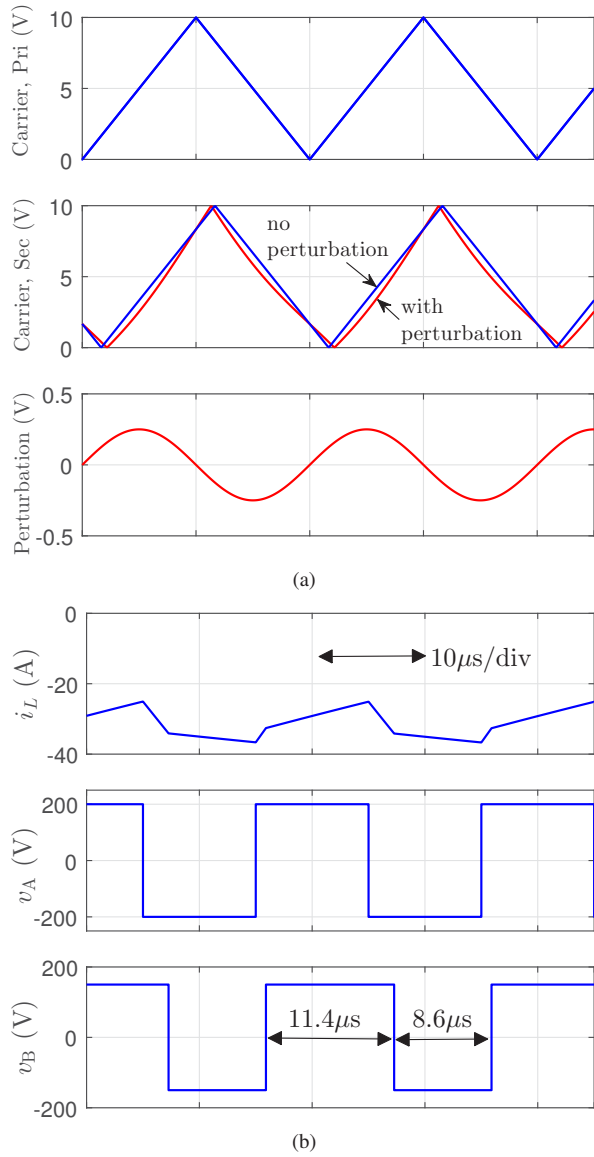 Carrier, Pri (V)
10
5
0
Carrier, Sec (V)
10
5
0
no
perturbation
with
perturbation
Perturbation (V)
0.5
0
-0.5
(a)
i_L (A)
0
-20
-40
10μs/div
v_A (V)
200
0
-200
v_B (V)
200
0
-200
11.4μs
8.6μs
(b)